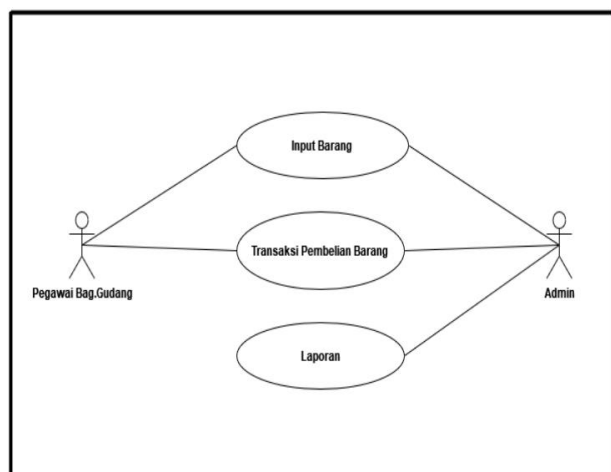 Input Barang
Transaksi Pembelian Barang
Pegawai Bag.Gudang
Admin
Laporan